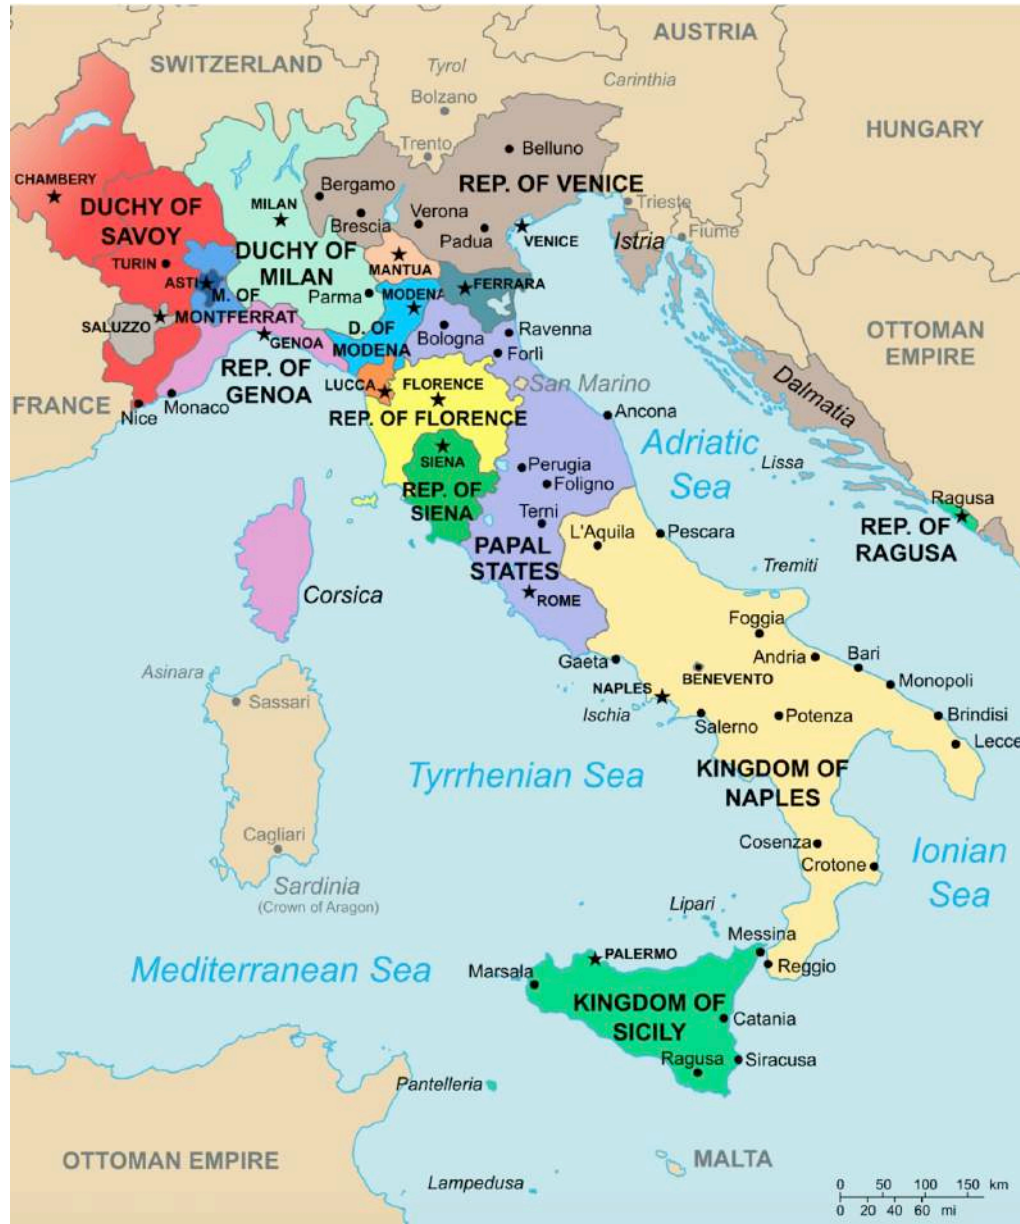 SWITZERLAND
AUSTRIA
Tyrol
Carinthia
Bolzano
HUNGARY
Trento
Belluno
CHAMBERY
Bergamo
REP. OF VENICE
Trieste
DUCHY OF
SAVOY
MILAN
Brescia
Verona
Padua
VENICE
Istria
Fiume
DUCHY OF
MILAN
TURIN
MANTUA
ASTI
M. OF
MONTFERRAT
Parma
MODENA
FERRARA
SALUZZO
D. OF
MODENA
Bologna
Ravenna
OTTOMAN
EMPIRE
GENOA
Forlì
REP. OF
GENOA
LUCCA
FLORENCE
San Marino
Dalmatia
FRANCE
Nice
Monaco
REP. OF FLORENCE
Ancona
Adriatic
Sea
SIENA
Perugia
Lissa
REP. OF
SIENA
Foligno
Ragusa
Terni
L'Aquila
Pescara
REP. OF
RAGUSA
PAPAL
STATES
Tremiti
Corsica
ROME
Foggia
Gaeta
Andria
Bari
Asinara
BENEVENTO
Monopoli
NAPLES
Sassari
Ischia
Salerno
Potenza
Brindisi
Lecce
Tyrrhenian Sea
KINGDOM OF
NAPLES
Cagliari
Cosenza
Crotone
Ionian
Sea
Sardinia
(Crown of Aragon)
Lipari
Messina
Mediterranean Sea
Marsala
PALERMO
Reggio
KINGDOM OF
SICILY
Catania
Ragusa
Siracusa
Pantelleria
OTTOMAN EMPIRE
MALTA
Lampedusa
0 50 100 150 km
0 20 40 60 mi